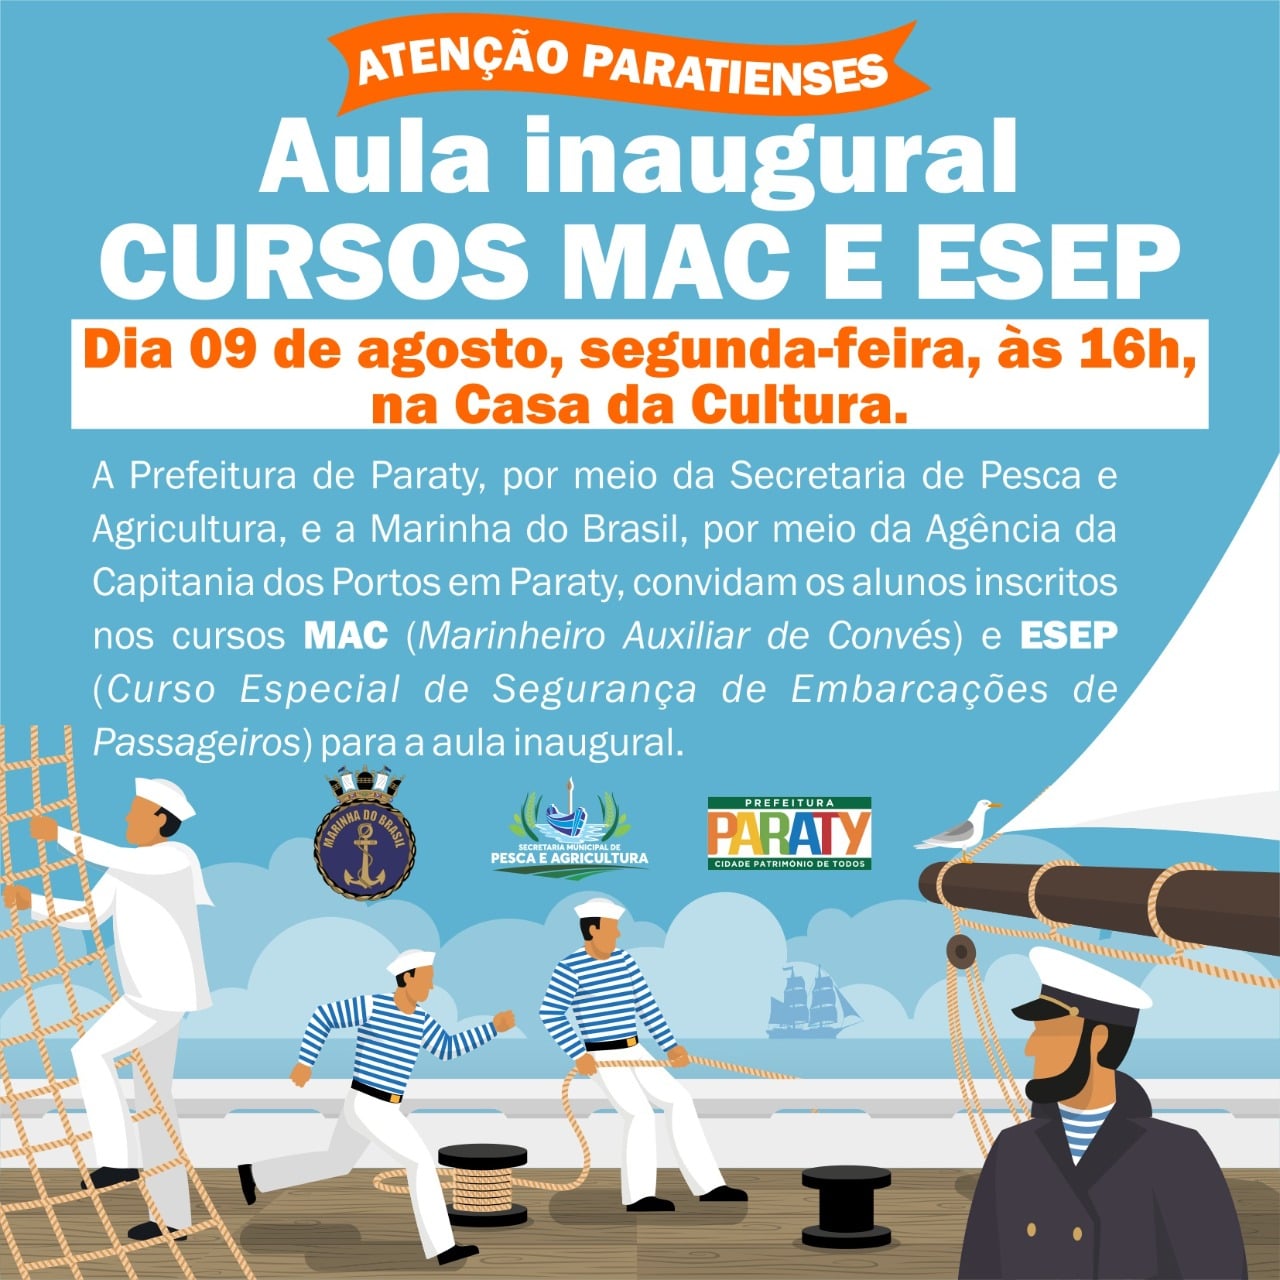 ATENÇÃO PARATIENSES
Aula inaugural
CURSOS MAC E ESEP
Dia 09 de agosto, segunda-feira, às 16h,
na Casa da Cultura.
A Prefeitura de Paraty, por meio da Secretaria de Pesca e
Agricultura, e a Marinha do Brasil, por meio da Agência da
Capitania dos Portos em Paraty, convidam os alunos inscritos
nos cursos MAC (Marinheiro Auxiliar de Convés) e ESEP
(Curso Especial de Segurança de Embarcações de
Passageiros) para a aula inaugural.
MARINHA DO BRASIL
SECRETARIA MUNICIPAL DE
PESCA E AGRICULTURA
PREFEITURA
PARATY
CIDADE PATRIMÔNIO DE TODOS